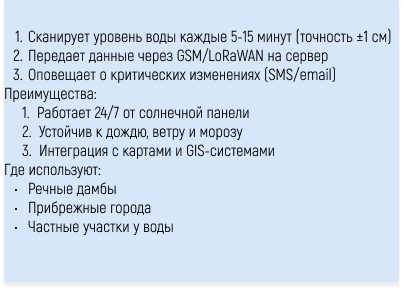 1. Сканирует уровень воды каждые 5-15 минут (точность ±1 см)
2. Передает данные через GSM/LoRaWAN на сервер
3. Оповещает о критических изменениях (SMS/email)
Преимущества:
1. Работает 24/7 от солнечной панели
2. Устойчив к дождю, ветру и морозу
3. Интеграция с картами и GIS-системами
Где используют:
• Речные дамбы
• Прибрежные города
• Частные участки у воды